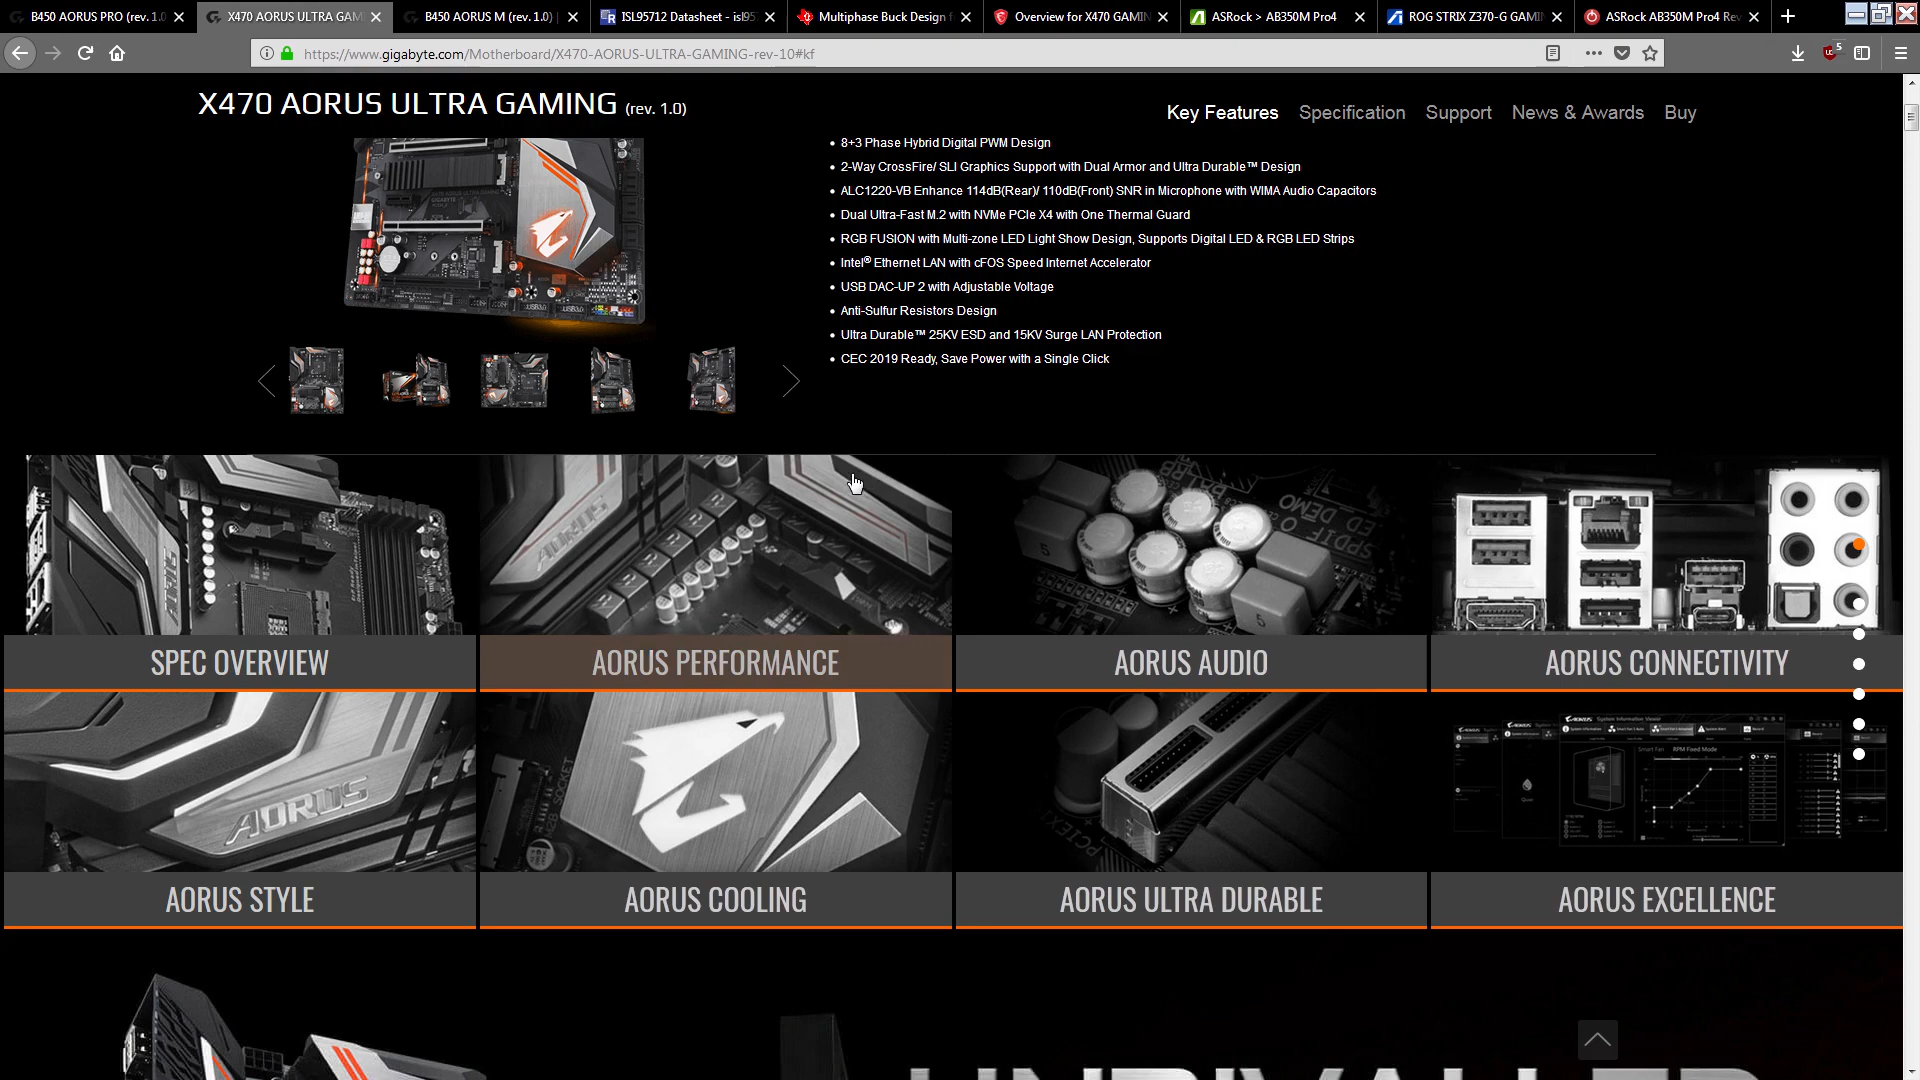 B450 AORUS PRO (rev. 1.0
X470 AORUS ULTRA GAM
B450 AORUS M (rev. 1.0) |
ISL95712 Datasheet - isl95
Multiphase Buck Design f
Overview for X470 GAMIN
ASRock > AB350M Pro4
ROG STRIX Z370-G GAMI
ASRock AB350M Pro4 Rev
https://www.gigabyte.com/Motherboard/X470-AORUS-ULTRA-GAMING-rev-10#kf
5
X470 AORUS ULTRA GAMING (rev. 1.0)
Key Features
Specification
Support
News & Awards
Buy
8+3 Phase Hybrid Digital PWM Design
2-Way CrossFire/ SLI Graphics Support with Dual Armor and Ultra Durable™ Design
ALC1220-VB Enhance 114dB(Rear)/ 110dB(Front) SNR in Microphone with WIMA Audio Capacitors
Dual Ultra-Fast M.2 with NVMe PCIe X4 with One Thermal Guard
RGB FUSION with Multi-zone LED Light Show Design, Supports Digital LED & RGB LED Strips
Intel® Ethernet LAN with cFOS Speed Internet Accelerator
USB DAC-UP 2 with Adjustable Voltage
Anti-Sulfur Resistors Design
Ultra Durable™ 25KV ESD and 15KV Surge LAN Protection
CEC 2019 Ready, Save Power with a Single Click
SPEC OVERVIEW
AORUS PERFORMANCE
AORUS AUDIO
AORUS CONNECTIVITY
AORUS
AORUS STYLE
AORUS COOLING
AORUS ULTRA DURABLE
AORUS EXCELLENCE